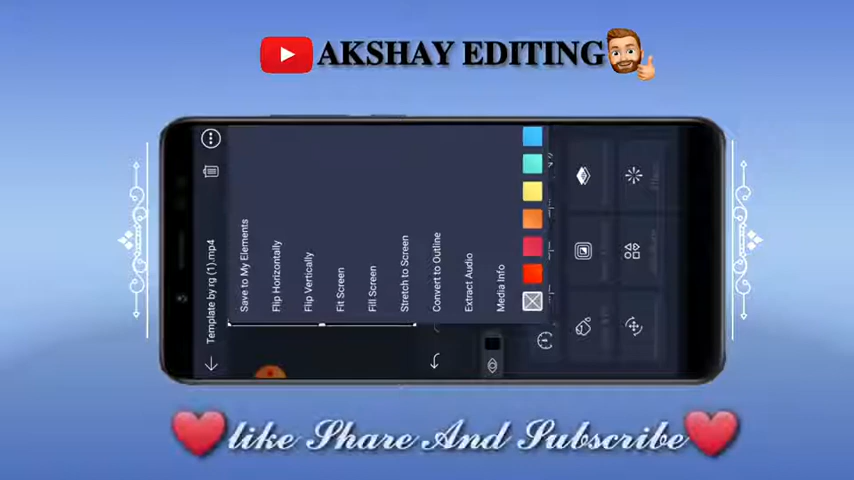 AKSHAY EDITING
Template by rg (1).mp4
Save to My Elements
Flip Horizontally
Flip Vertically
Fit Screen
Fill Screen
Stretch to Screen
Convert to Outline
Extract Audio
Media Info
like Share And Subscribe